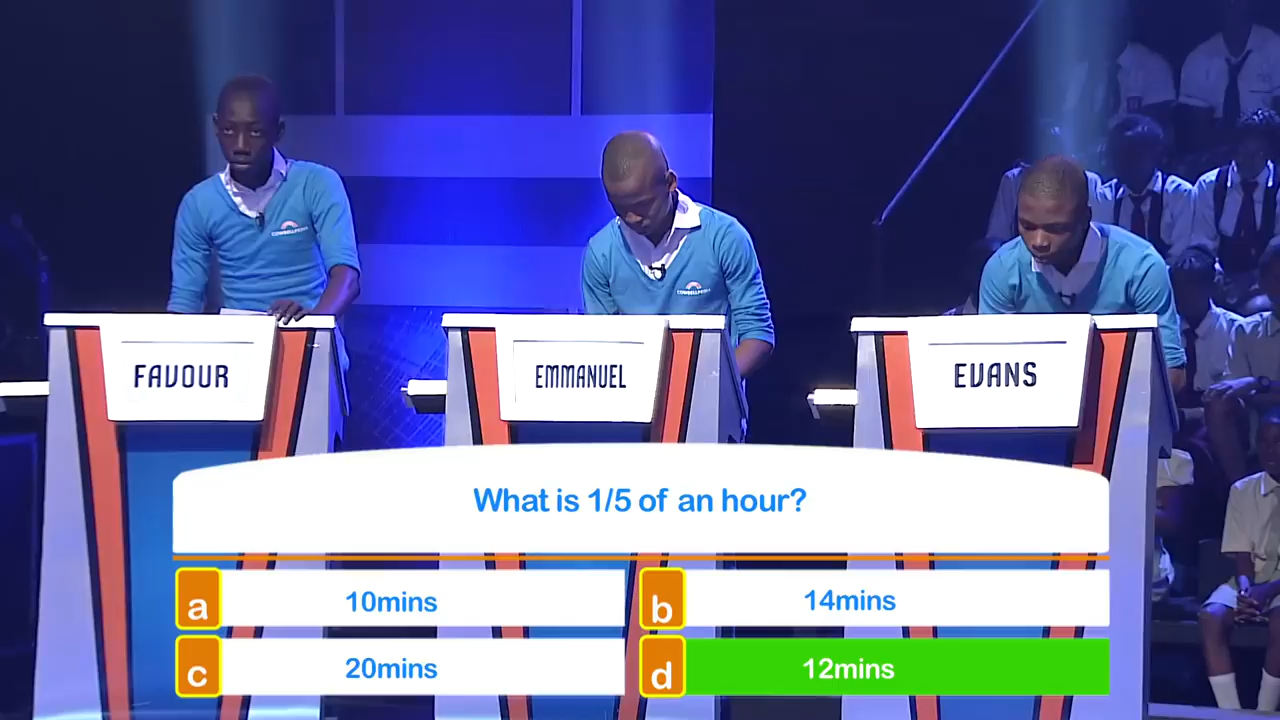 FAVOUR
EMMANUEL
EVANS
What is 1/5 of an hour?
a 10mins
b 14mins
c 20mins
d 12mins